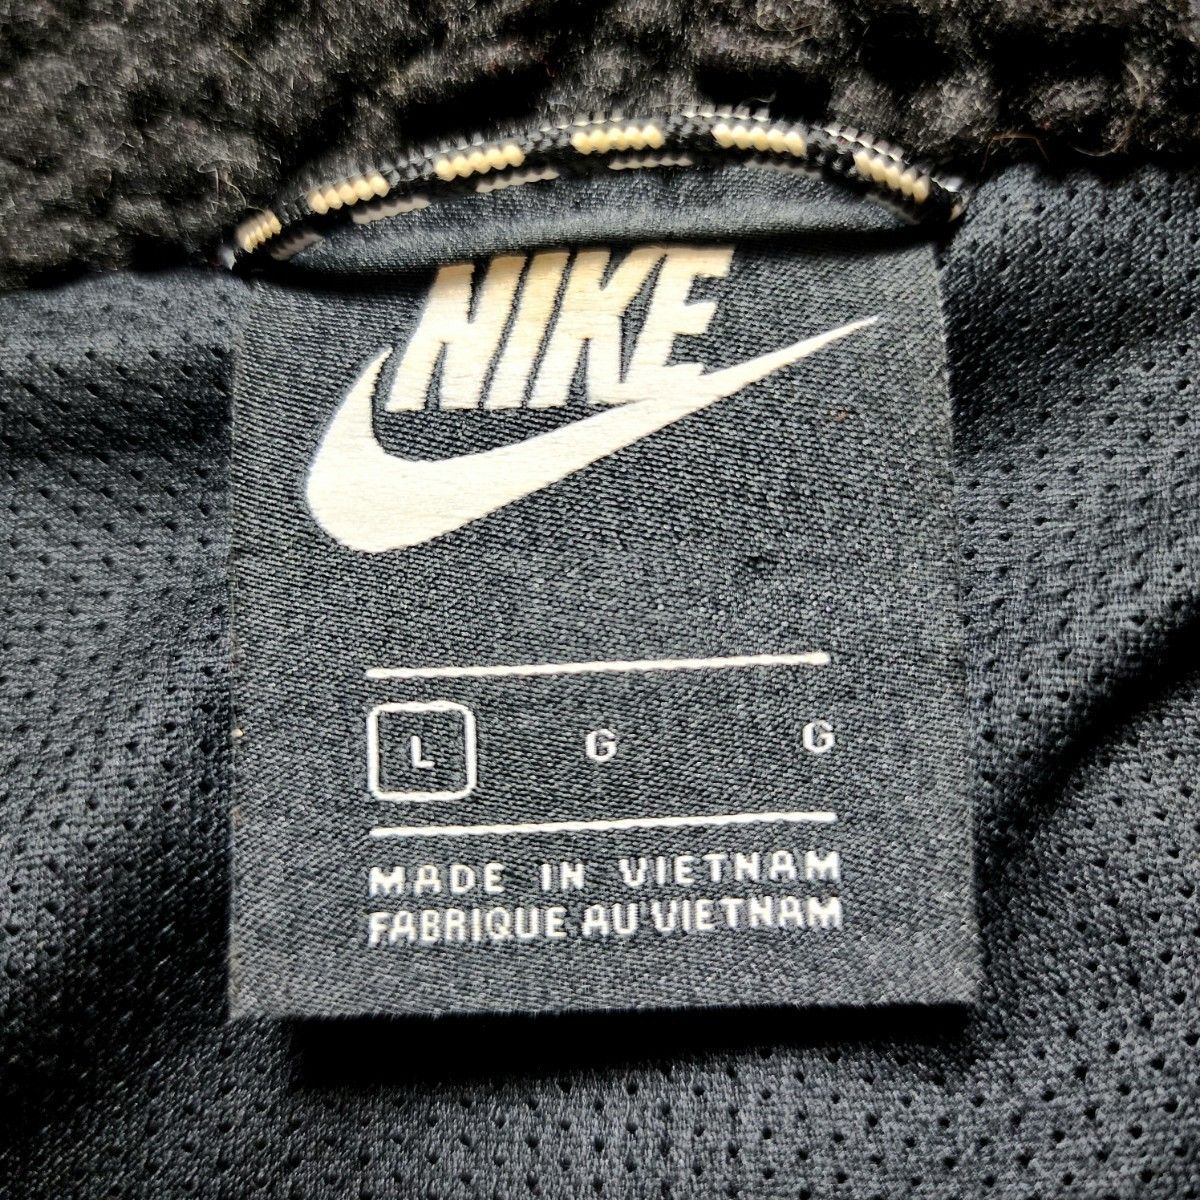 NIKE
L G G
MADE IN VIETNAM
FABRIQUE AU VIETNAM